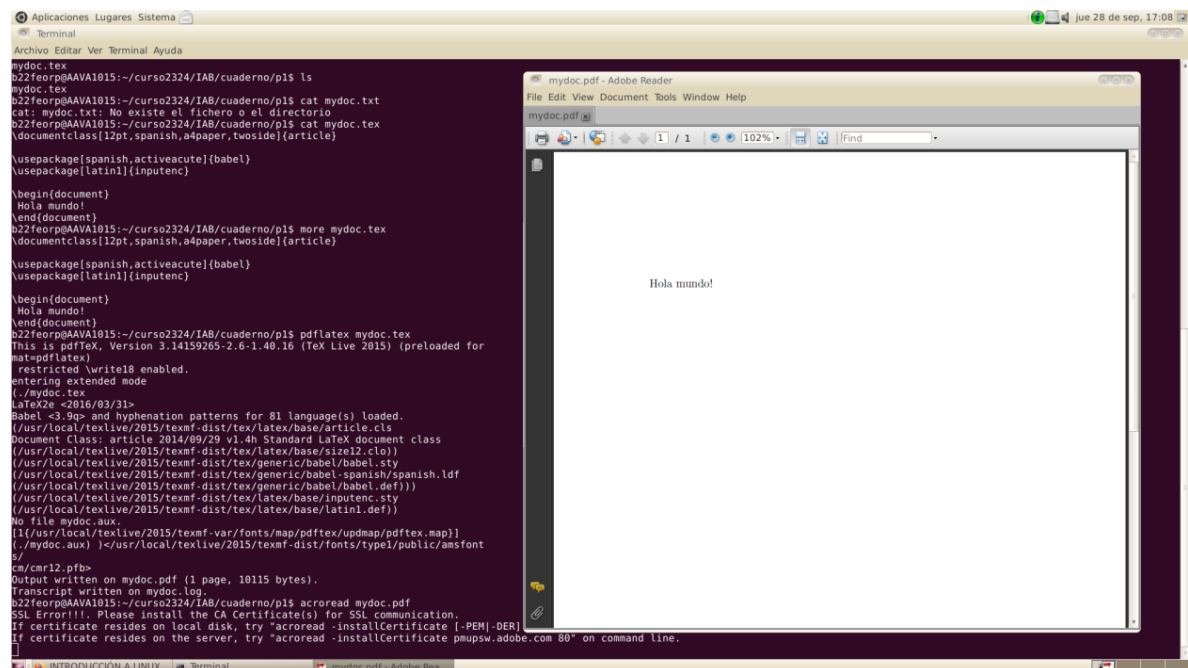 Aplicaciones Lugares Sistema
jue 28 de sep, 17:08
Terminal
Archivo Editar Ver Terminal Ayuda
mydoc.tex
b22feorp@AAVA1015:~/curso2324/IAB/cuaderno/p1$ ls
mydoc.tex
b22feorp@AAVA1015:~/curso2324/IAB/cuaderno/p1$ cat mydoc.txt
cat: mydoc.txt: No existe el fichero o el directorio
b22feorp@AAVA1015:~/curso2324/IAB/cuaderno/p1$ cat mydoc.tex
\documentclass[12pt,spanish,a4paper,twoside]{article}
\usepackage[spanish,activeacute]{babel}
\usepackage[latin1]{inputenc}
\begin{document}
Hola mundo!
\end{document}
b22feorp@AAVA1015:~/curso2324/IAB/cuaderno/p1$ more mydoc.tex
\documentclass[12pt,spanish,a4paper,twoside]{article}
\usepackage[spanish,activeacute]{babel}
\usepackage[latin1]{inputenc}
\begin{document}
Hola mundo!
\end{document}
b22feorp@AAVA1015:~/curso2324/IAB/cuaderno/p1$ pdflatex mydoc.tex
This is pdfTeX, Version 3.14159265-2.6-1.40.16 (TeX Live 2015) (preloaded for
mat=pdflatex)
restricted \write18 enabled.
entering extended mode
(./mydoc.tex
LaTeX2e <2016/03/31>
Babel <3.9q> and hyphenation patterns for 81 language(s) loaded.
(/usr/local/texlive/2015/texmf-dist/tex/latex/base/article.cls
Document Class: article 2014/09/29 v1.4h Standard LaTeX document class
(/usr/local/texlive/2015/texmf-dist/tex/latex/base/size12.clo))
(/usr/local/texlive/2015/texmf-dist/tex/generic/babel/babel.sty
(/usr/local/texlive/2015/texmf-dist/tex/generic/babel-spanish/spanish.ldf
(/usr/local/texlive/2015/texmf-dist/tex/generic/babel/babel.def)))
(/usr/local/texlive/2015/texmf-dist/tex/latex/base/inputenc.sty
(/usr/local/texlive/2015/texmf-dist/tex/latex/base/latin1.def))
No file mydoc.aux.
[1{/usr/local/texlive/2015/texmf-var/fonts/map/pdftex/updmap/pdftex.map}]
(./mydoc.aux) )</usr/local/texlive/2015/texmf-dist/fonts/type1/public/amsfont
s/
cm/cmr12.pfb>
Output written on mydoc.pdf (1 page, 10115 bytes).
Transcript written on mydoc.log.
b22feorp@AAVA1015:~/curso2324/IAB/cuaderno/p1$ acroread mydoc.pdf
SSL Error!!!. Please install the CA Certificate(s) for SSL communication.
If certificate resides on local disk, try "acroread -installCertificate [-PEM|-DER]
If certificate resides on the server, try "acroread -installCertificate pmupsw.adobe.com 80" on command line.
mydoc.pdf - Adobe Reader
File Edit View Document Tools Window Help
mydoc.pdf
1 / 1 102% Find
Hola mundo!
INTRODUCCIÓN A LINUX
Terminal
mydoc.pdf - Adobe Rea